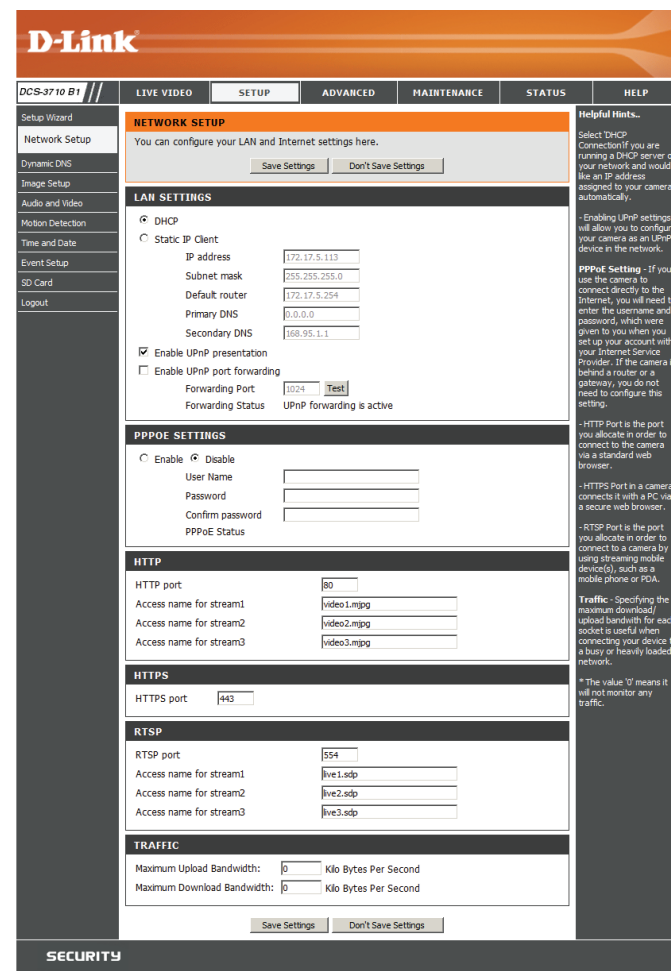 D-Link
DCS-3710 B1
LIVE VIDEO
SETUP
ADVANCED
MAINTENANCE
STATUS
HELP
Setup Wizard
Network Setup
Dynamic DNS
Image Setup
Audio and Video
Motion Detection
Time and Date
Event Setup
SD Card
Logout
NETWORK SETUP
You can configure your LAN and Internet settings here.
Save Settings Don't Save Settings
LAN SETTINGS
DHCP
Static IP Client
IP address 172.17.5.113
Subnet mask 255.255.255.0
Default router 172.17.5.254
Primary DNS 0.0.0.0
Secondary DNS 168.95.1.1
Enable UPnP presentation
Enable UPnP port forwarding
Forwarding Port 1024 Test
Forwarding Status UPnP forwarding is active
PPPOE SETTINGS
Enable Disable
User Name
Password
Confirm password
PPPoE Status
HTTP
HTTP port 80
Access name for stream1 video1.mjpg
Access name for stream2 video2.mjpg
Access name for stream3 video3.mjpg
HTTPS
HTTPS port 443
RTSP
RTSP port 554
Access name for stream1 live1.sdp
Access name for stream2 live2.sdp
Access name for stream3 live3.sdp
TRAFFIC
Maximum Upload Bandwidth: 0 Kilo Bytes Per Second
Maximum Download Bandwidth: 0 Kilo Bytes Per Second
Save Settings Don't Save Settings
Helpful Hints..
Select 'DHCP
Connection'if you are
running a DHCP server
your network and would
like an IP address
assigned to your camera
automatically.
- Enabling UPnP settings
will allow you to
your camera as an UPnP
device in the network.
PPPoE Setting - If you
use the camera to
connect directly to the
Internet, you will need
enter the username and
password, which were
given to you when you
set up your account with
your Internet Service
Provider. If the camera
behind a router or a
gateway, you do not
need to configure this
setting.
- HTTP Port is the port
you allocate in order to
connect to the camera
via a standard web
browser.
- HTTPS Port in a camera
connects it with a PC via
a secure web browser.
- RTSP Port is the port
you allocate in order to
connect to a camera by
using streaming mobile
device(s), such as a
mobile phone or PDA.
Traffic - Specifying the
maximum download/
upload bandwith for
socket is useful when
connecting your device
a busy or heavily loaded
network.
* The value '0' means it
will not monitor any
traffic.
SECURITY